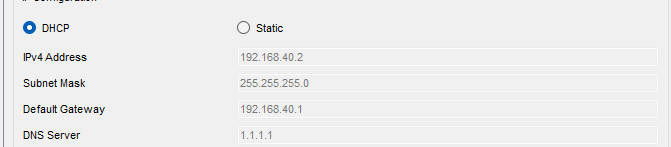 DHCP Static
IPv4 Address 192.168.40.2
Subnet Mask 255.255.255.0
Default Gateway 192.168.40.1
DNS Server 1.1.1.1